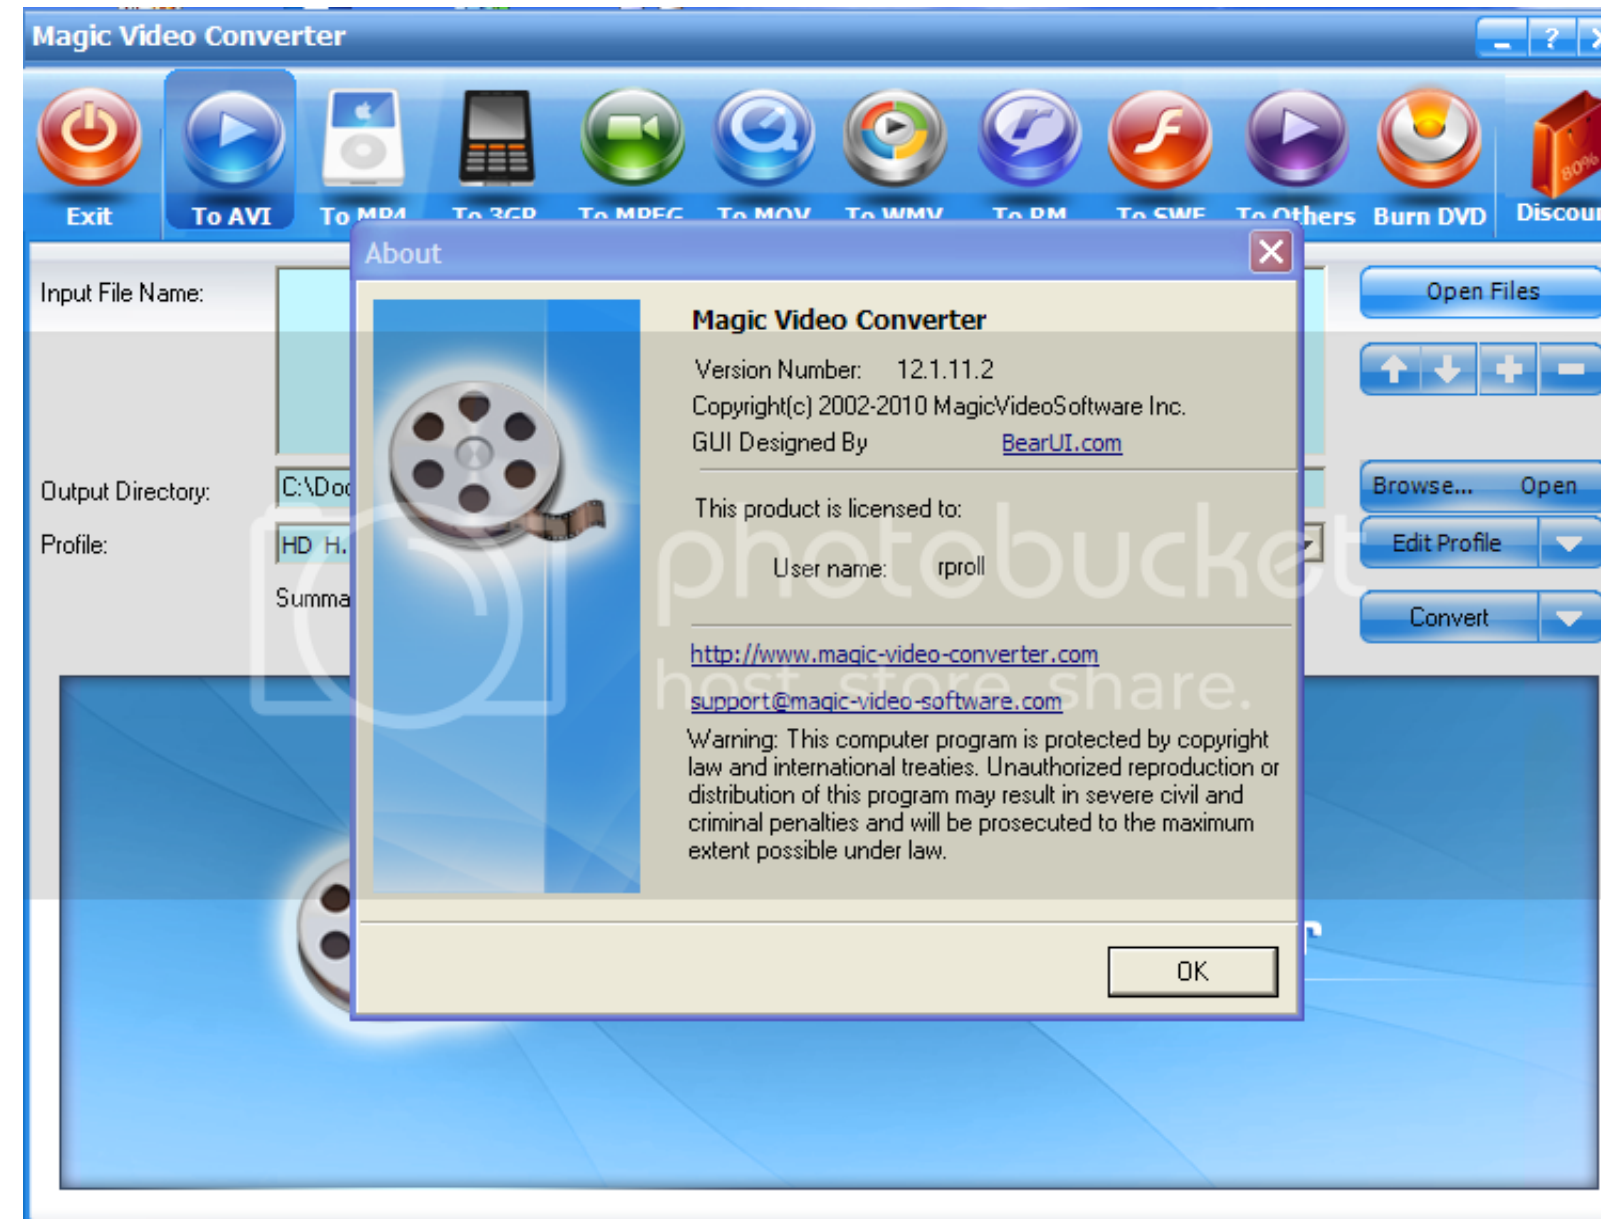 Magic Video Converter
?
Exit To AVI To MP4 To 3GP To MPEG To MOV To WMV To RM To SWF To Others Burn DVD
80%
About
Input File Name:
Open Files
Magic Video Converter
Version Number: 12.1.11.2
Copyright(c) 2002-2010 MagicVideoSoftware Inc.
GUI Designed By BearUI.com
Output Directory:
Browse... Open
This product is licensed to:
Profile:
HD H.
Edit Profile
User name: rproll
Convert
photobucket
host. store. share.
http://www.magic-video-converter.com
support@magic-video-software.com
Warning: This computer program is protected by copyright
law and international treaties. Unauthorized reproduction or
distribution of this program may result in severe civil and
criminal penalties and will be prosecuted to the maximum
extent possible under law.
OK